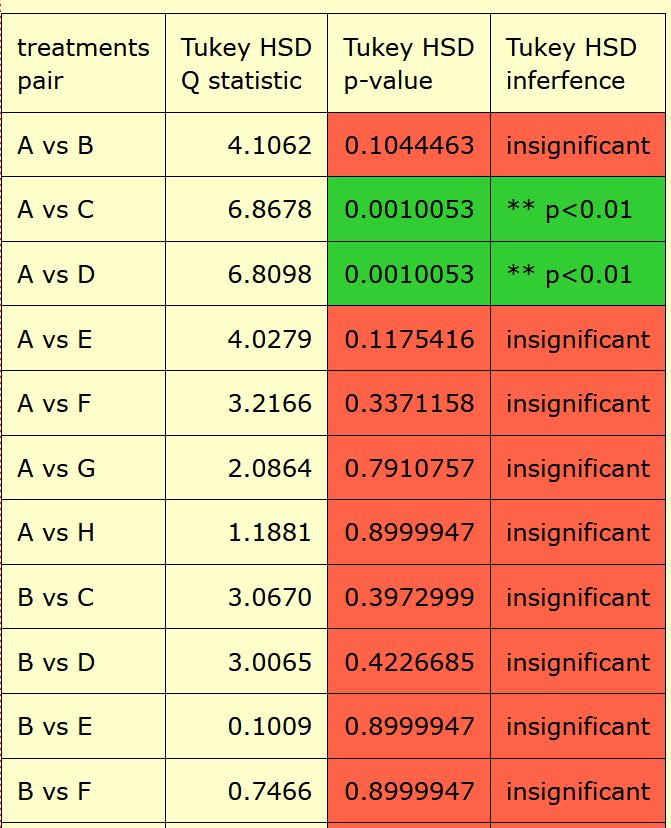 treatments pair Tukey HSD Q statistic Tukey HSD p-value Tukey HSD inferfence
A vs B 4.1062 0.1044463 insignificant
A vs C 6.8678 0.0010053 ** p<0.01
A vs D 6.8098 0.0010053 ** p<0.01
A vs E 4.0279 0.1175416 insignificant
A vs F 3.2166 0.3371158 insignificant
A vs G 2.0864 0.7910757 insignificant
A vs H 1.1881 0.8999947 insignificant
B vs C 3.0670 0.3972999 insignificant
B vs D 3.0065 0.4226685 insignificant
B vs E 0.1009 0.8999947 insignificant
B vs F 0.7466 0.8999947 insignificant